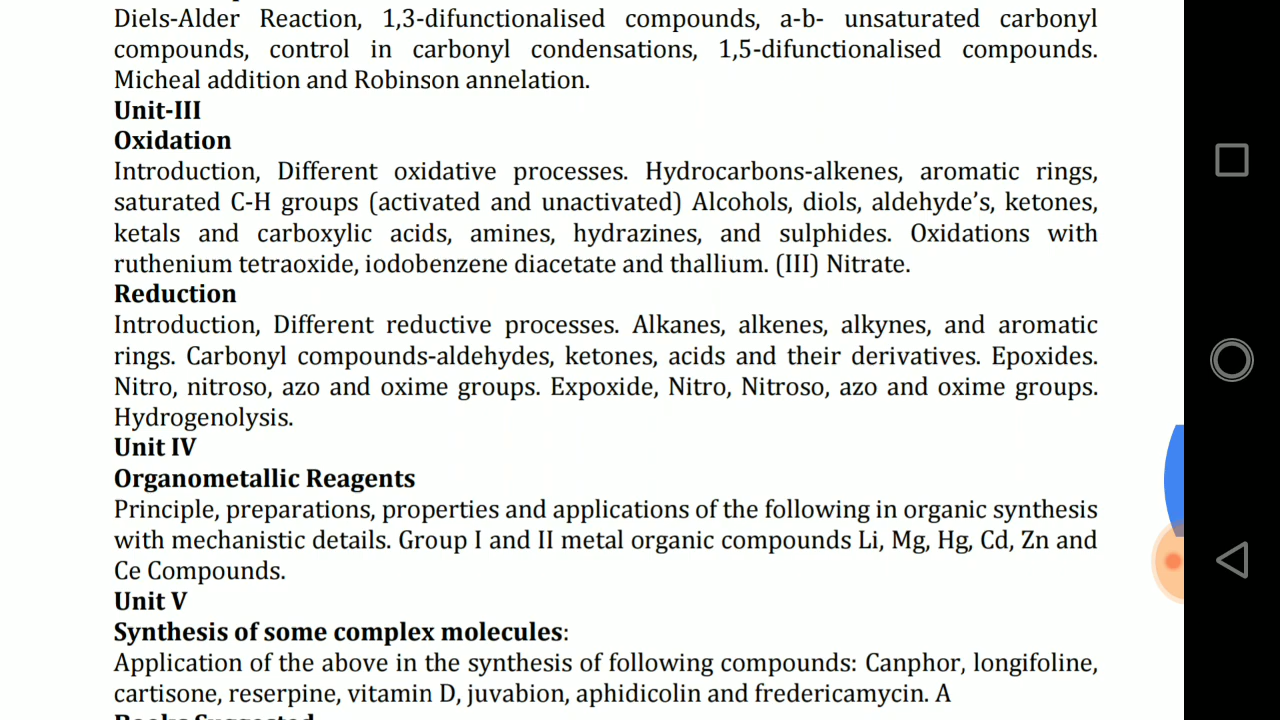 Diels-Alder Reaction, 1,3-difunctionalised compounds, a-b- unsaturated carbonyl
compounds, control in carbonyl condensations, 1,5-difunctionalised compounds.
Micheal addition and Robinson annelation.
Unit-III
Oxidation
Introduction, Different oxidative processes. Hydrocarbons-alkenes, aromatic rings,
saturated C-H groups (activated and unactivated) Alcohols, diols, aldehyde's, ketones,
ketals and carboxylic acids, amines, hydrazines, and sulphides. Oxidations with
ruthenium tetraoxide, iodobenzene diacetate and thallium. (III) Nitrate.
Reduction
Introduction, Different reductive processes. Alkanes, alkenes, alkynes, and aromatic
rings. Carbonyl compounds-aldehydes, ketones, acids and their derivatives. Epoxides.
Nitro, nitroso, azo and oxime groups. Expoxide, Nitro, Nitroso, azo and oxime groups.
Hydrogenolysis.
Unit IV
Organometallic Reagents
Principle, preparations, properties and applications of the following in organic synthesis
with mechanistic details. Group I and II metal organic compounds Li, Mg, Hg, Cd, Zn and
Ce Compounds.
Unit V
Synthesis of some complex molecules:
Application of the above in the synthesis of following compounds: Canphor, longifoline,
cartisone, reserpine, vitamin D, juvabion, aphidicolin and fredericamycin. A
Books Suggested